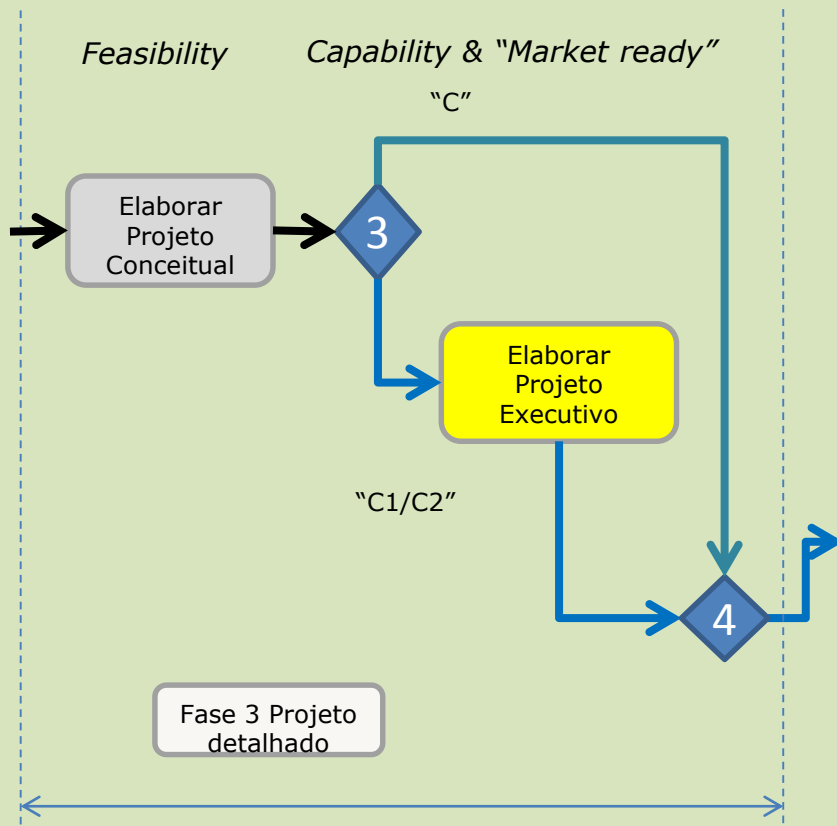 Feasibility
Capability & “Market ready”
“C”
Elaborar
Projeto
Conceitual
3
Elaborar
Projeto
Executivo
“C1/C2”
4
Fase 3 Projeto
detalhado